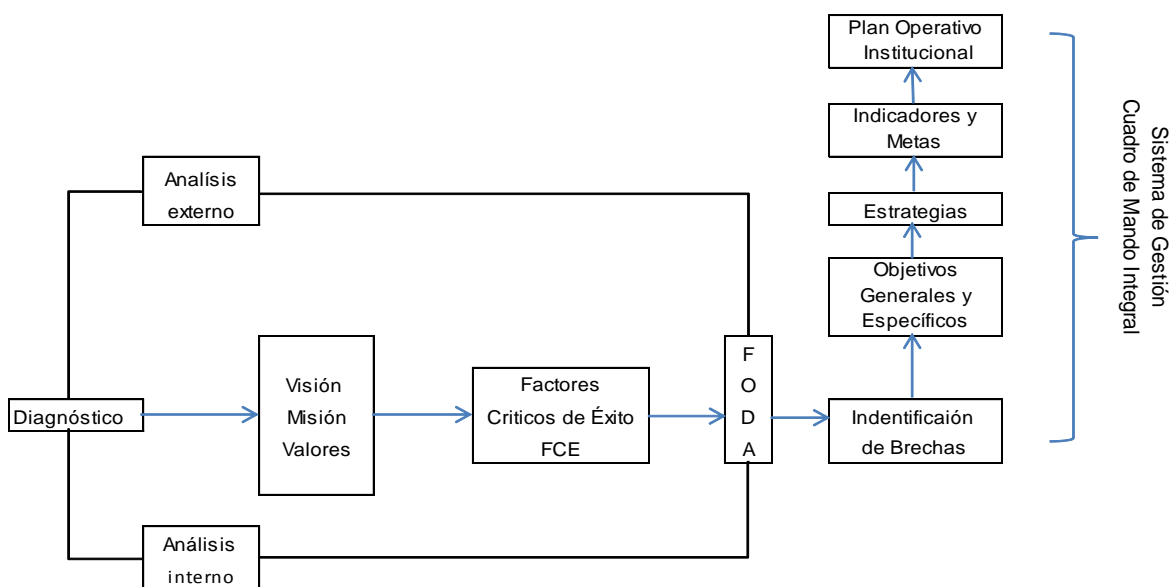 Plan Operativo
Institucional
Indicadores y
Metas
Estrategias
Objetivos
Generales y
Específicos
Sistema de Gestión
Cuadro de Mando Integral
Analísis
externo
Diagnóstico
Visión
Misión
Valores
Factores
Criticos de Éxito
FCE
F
O
D
A
Indentificaión
de Brechas
Análisis
interno